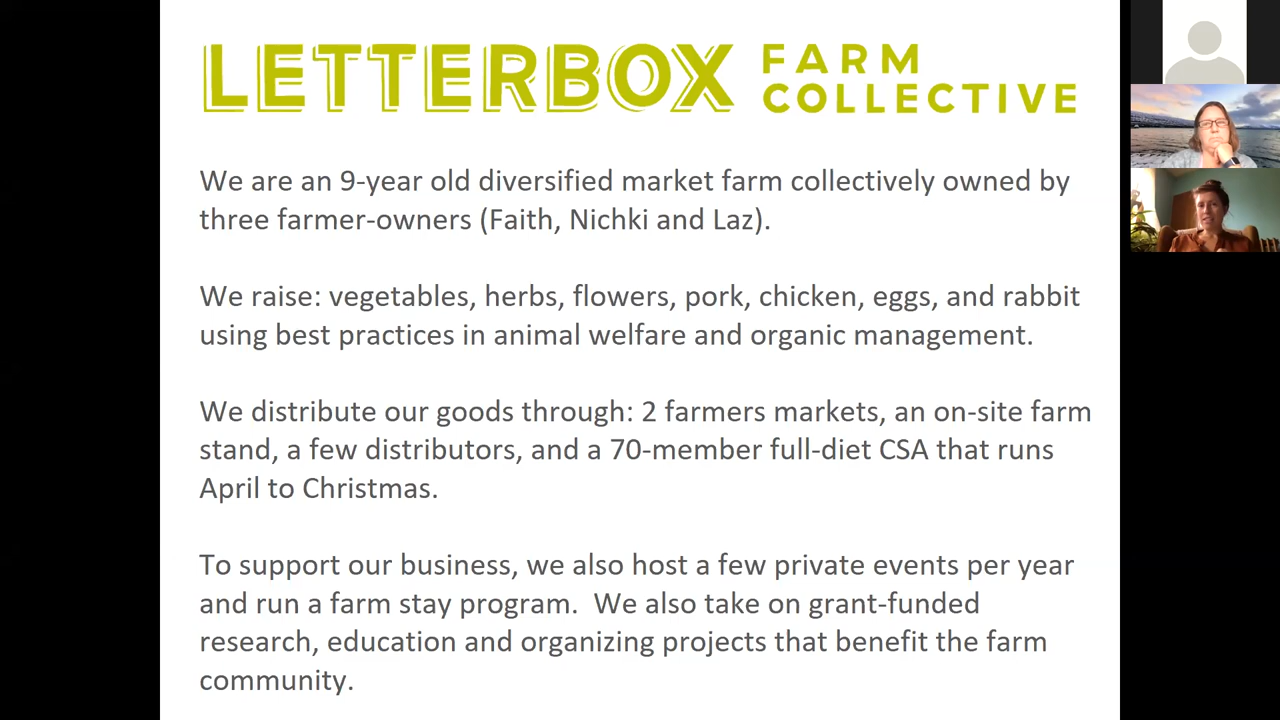 LETTERBOX FARM COLLECTIVE
We are an 9-year old diversified market farm collectively owned by
three farmer-owners (Faith, Nichki and Laz).
We raise: vegetables, herbs, flowers, pork, chicken, eggs, and rabbit
using best practices in animal welfare and organic management.
We distribute our goods through: 2 farmers markets, an on-site farm
stand, a few distributors, and a 70-member full-diet CSA that runs
April to Christmas.
To support our business, we also host a few private events per year
and run a farm stay program.  We also take on grant-funded
research, education and organizing projects that benefit the farm
community.